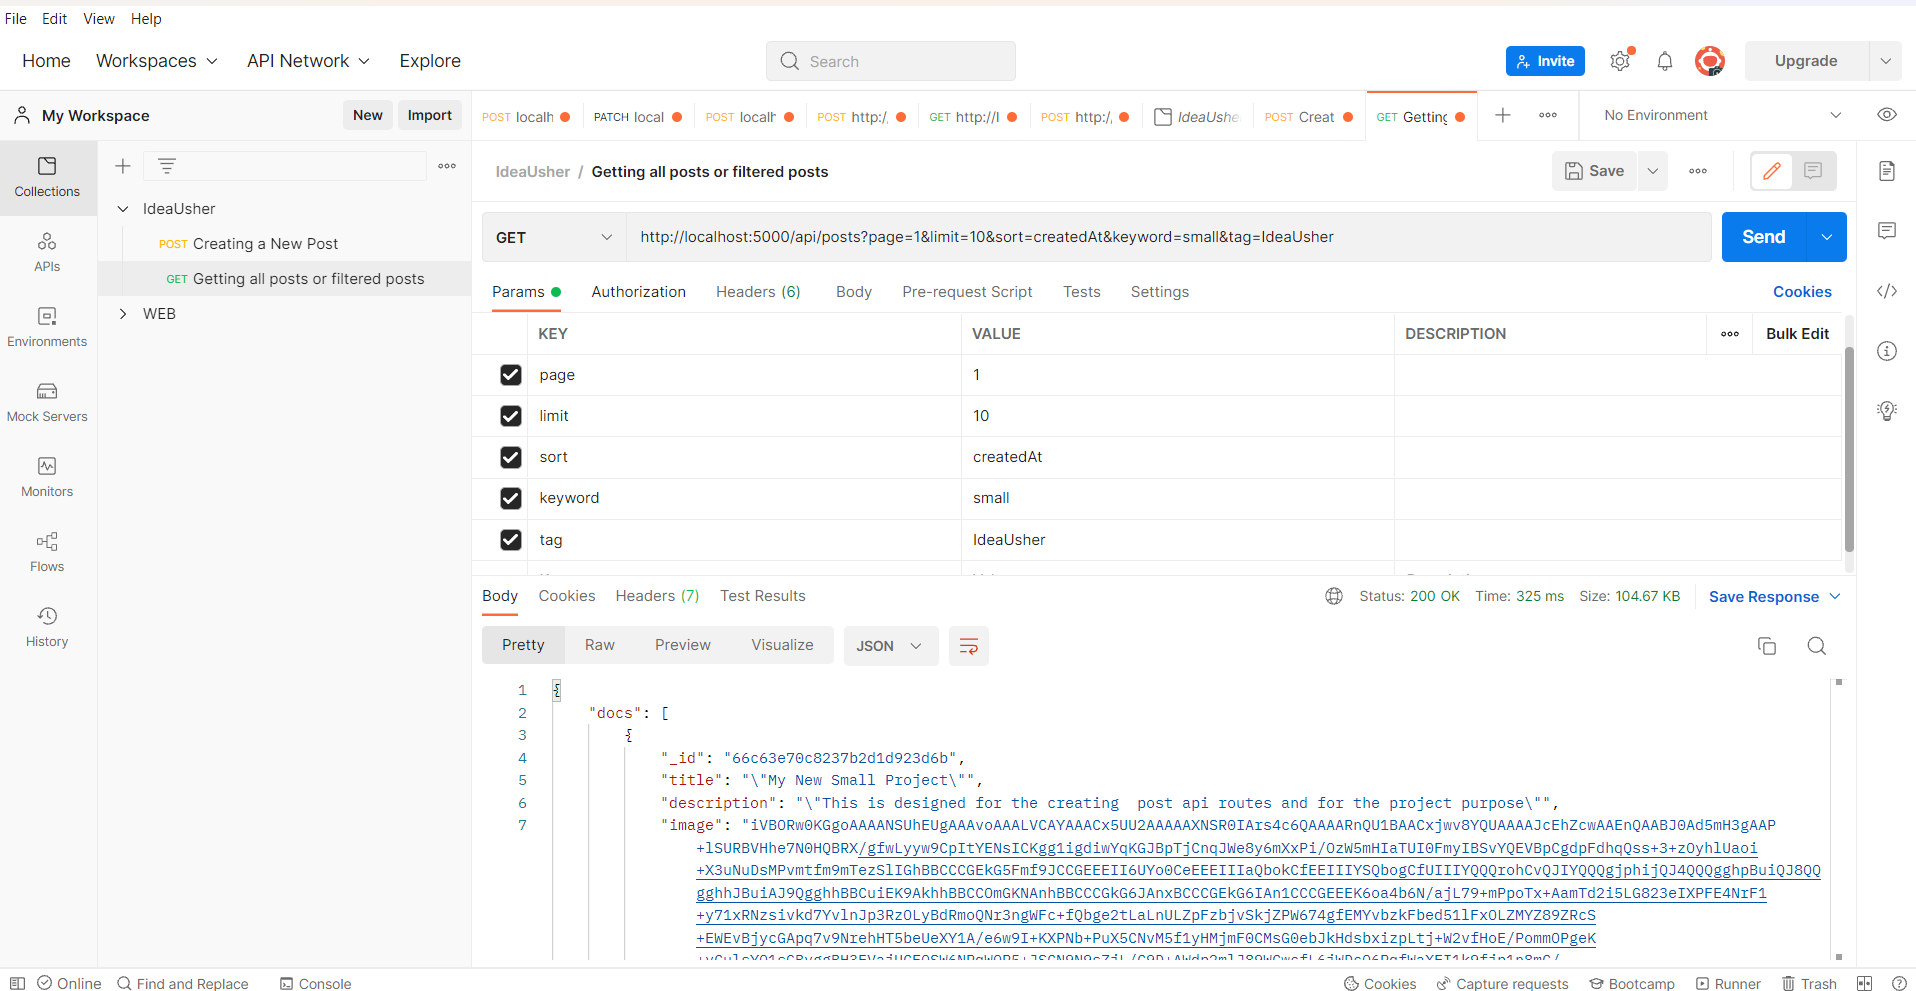 File Edit View Help
Home Workspaces API Network Explore Search Invite Upgrade
My Workspace New Import
POST localh PATCH local POST localh POST http:/, GET http://l POST http:/, IdeaUshe POST Creat GET Getting No Environment
IdeaUsher / Getting all posts or filtered posts Save
Collections
IdeaUsher
POST Creating a New Post
GET Getting all posts or filtered posts
WEB
APIs
Environments
Mock Servers
Monitors
Flows
History
GET http://localhost:5000/api/posts?page=1&limit=10&sort=createdAt&keyword=small&tag=IdeaUsher Send
Params Authorization Headers (6) Body Pre-request Script Tests Settings Cookies
KEY VALUE DESCRIPTION Bulk Edit
page 1
limit 10
sort createdAt
keyword small
tag IdeaUsher
Body Cookies Headers (7) Test Results Status: 200 OK Time: 325 ms Size: 104.67 KB Save Response
Pretty Raw Preview Visualize JSON
1 {
2 "docs": [
3 {
4 "_id": "66c63e70c8237b2d1d923d6b",
5 "title": "\"My New Small Project\"",
6 "description": "\"This is designed for the creating  post api routes and for the project purpose\"",
7 "image": "iVBORw0KGgoAAAANSUhEUgAAAvoAAALVCAYAAACx5UU2AAAAAXNSR0IArs4c6QAAAARnQU1BAACxjwv8YQUAAAAJcEhZcwAAEnQAABJ0Ad5mH3gAAP
+lSURBVHhe7N0HQBRX/gfwLyyw9CpItYENsICKgg1igdiwYqKGJBpTjCnqJWe8y6mXxPi/OzW5mHIaTUI0FmyIBSvYQEVBpCgdpFdhqQss+3+zOyhlUaoi
+X3uNuDsMPvmtfm9mTezSlIGhBBCCCGEkG5Fmf9JCCGEEEII6UYo0CeEEEIIIaQbokCfEEIIIYSQbogCfUIIIYQQQrohCvQJIYQQQgjphijQJ4QQQgghpBuiQJ8QQ
gghhJBuiAJ9QgghhBBCuiEK9AkhhBBCCOmGKNAnhBBCCCGkG6JAnxBCCCGEkG6IAn1CCCGEEEK6oa4b6N/ajL79+mPpoTx+AamTd2i5LG823eIXPFE4NrF1
+y71xRNzsivkd7YvlnJp3RzOLyBdRmoQNr3ngWFc+fQbge2tLaLnULZpFzbjvSkjZPW674gfEMYvbzkFbed51lFxOLZMYZ89ZRcS
+EWEvBjycGApq7v9NrehHT5beUeXY1A/e6w9I+KXPNb+PuX5CNvM5f1yHMjmF0CMsG0ebJkHdsbxizpLtj+W2vfHoE/PommOPgeK
Online Find and Replace Console Cookies Capture requests Bootcamp Runner Trash